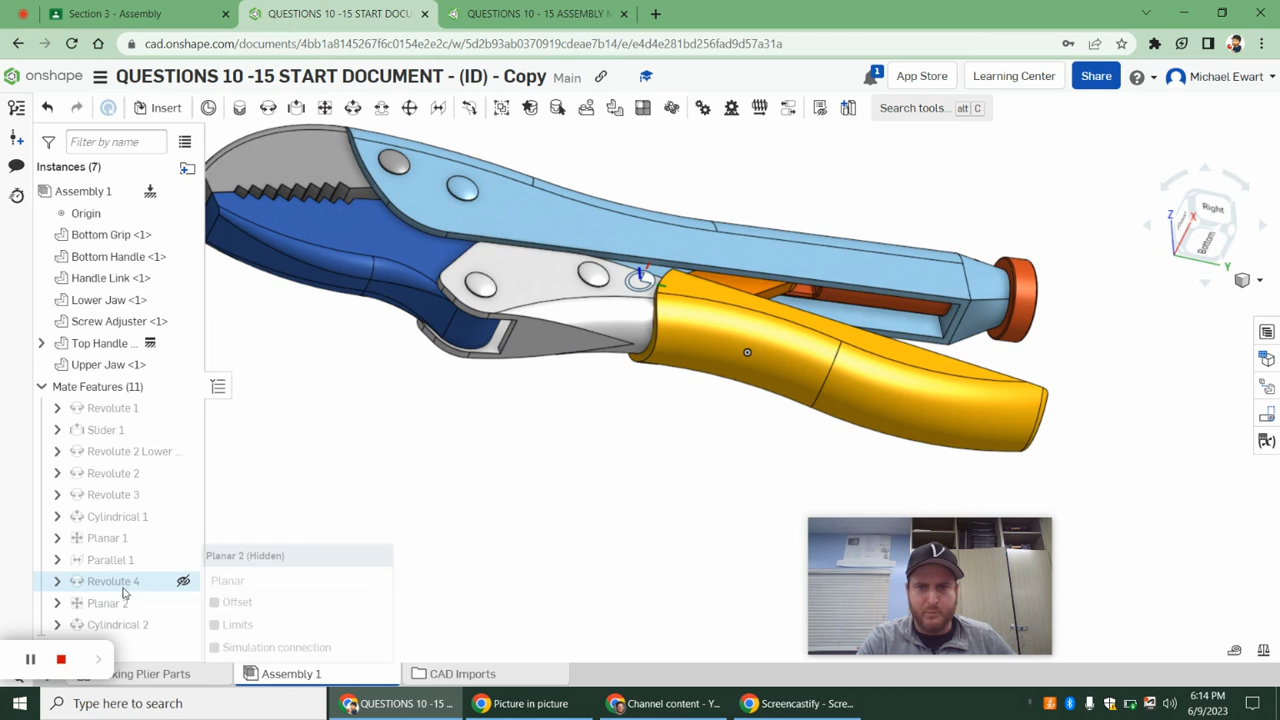 Section 3 - Assembly
QUESTIONS 10 -15 START DOCUM
QUESTIONS 10 - 15 ASSEMBLY M
cad.onshape.com/documents/4bb1a8145267f6c0154e2e2c/w/5d2b93ab0370919cdeae7b14/e/e4d4e281bd256fad9d57a31a
onshape
QUESTIONS 10 -15 START DOCUMENT - (ID) - Copy Main
1
App Store
Learning Center
Share
Michael Ewart
Insert
Search tools... alt C
Filter by name
Instances (7)
Assembly 1
Origin
Bottom Grip <1>
Bottom Handle <1>
Handle Link <1>
Lower Jaw <1>
Screw Adjuster <1>
Top Handle ...
Upper Jaw <1>
Mate Features (11)
Revolute 1
Slider 1
Revolute 2 Lower ...
Revolute 2
Revolute 3
Cylindrical 1
Planar 1
Parallel 1
Revolute 4
Planar 2
Cylindrical 2
Planar 2 (Hidden)
Planar
Offset
Limits
Simulation connection
Z
X
Y
Right
Bottom
king Plier Parts
Assembly 1
CAD Imports
Type here to search
QUESTIONS 10 -15 ...
Picture in picture
Channel content - Y...
Screencastify - Scre...
6:14 PM
6/9/2023